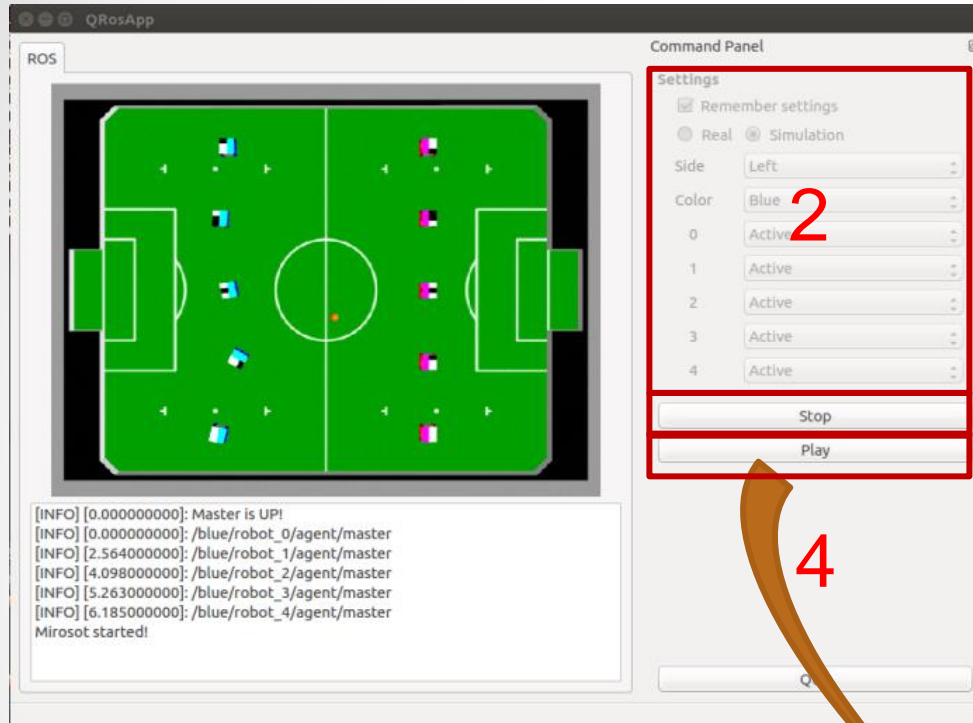 QRosApp
ROS
Command Panel
Settings
Remember settings
Real Simulation
Side Left
Color Blue
2
0 Active
1 Active
2 Active
3 Active
4 Active
Stop
Play
4
[INFO] [0.000000000]: Master is UP!
[INFO] [0.000000000]: /blue/robot_0/agent/master
[INFO] [2.564000000]: /blue/robot_1/agent/master
[INFO] [4.098000000]: /blue/robot_2/agent/master
[INFO] [5.263000000]: /blue/robot_3/agent/master
[INFO] [6.185000000]: /blue/robot_4/agent/master
Mirosot started!